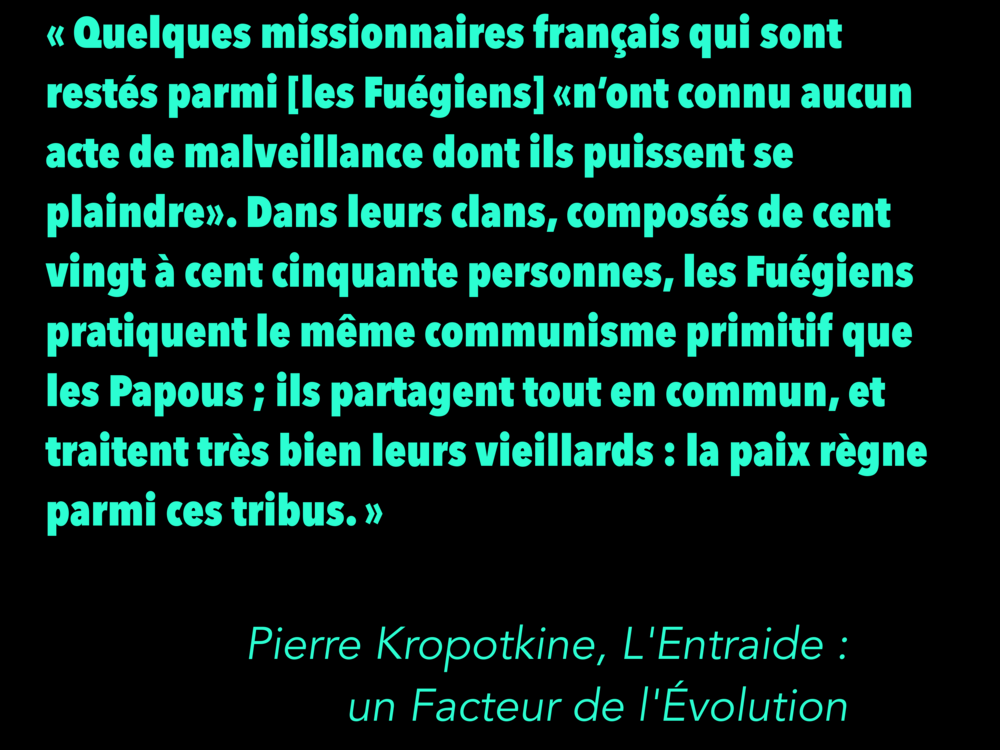 « Quelques missionnaires français qui sont
restés parmi [les Fuégiens] «n’ont connu aucun
acte de malveillance dont ils puissent se
plaindre». Dans leurs clans, composés de cent
vingt à cent cinquante personnes, les Fuégiens
pratiquent le même communisme primitif que
les Papous ; ils partagent tout en commun, et
traitent très bien leurs vieillards : la paix règne
parmi ces tribus. »
Pierre Kropotkine, L'Entraide :
un Facteur de l'Évolution